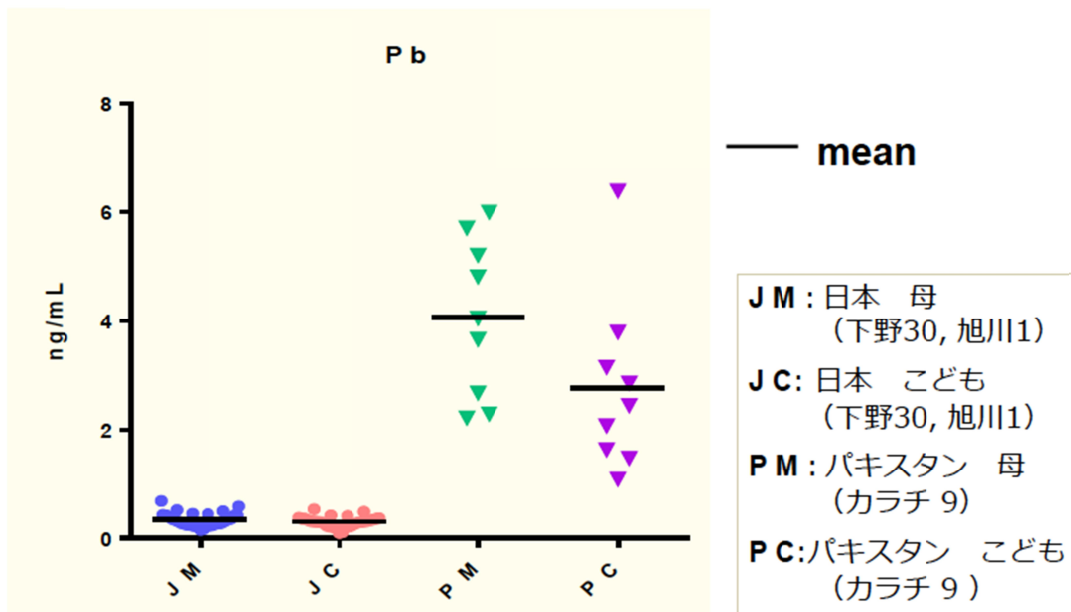 P b
8
6
4
2
0
ng/mL
J M
J C
P M
P C
mean
J M : 日本　母
（下野30, 旭川1）
J C: 日本　こども
（下野30, 旭川1）
P M : パキスタン　母
（カラチ 9）
P C:パキスタン　こども
（カラチ 9 ）